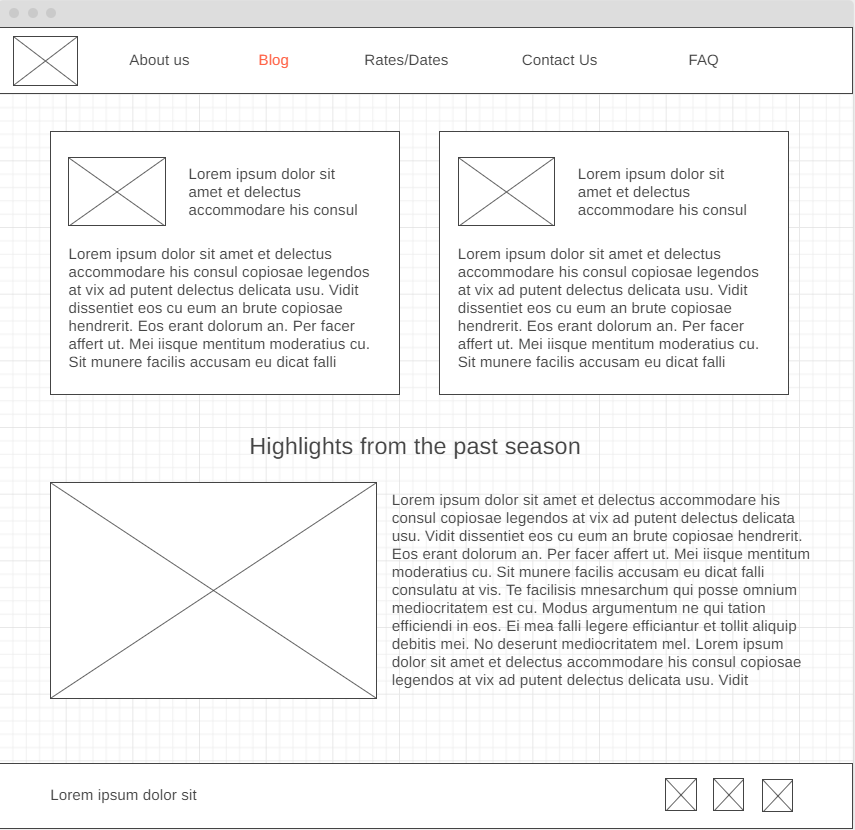 About us Blog Rates/Dates Contact Us FAQ
Lorem ipsum dolor sit
amet et delectus
accommodare his consul
Lorem ipsum dolor sit amet et delectus
accommodare his consul copiosae legendos
at vix ad putent delectus delicata usu. Vidit
dissentiet eos cu eum an brute copiosae
hendrerit. Eos erant dolorum an. Per facer
affert ut. Mei iisque mentitum moderatius cu.
Sit munere facilis accusam eu dicat falli
Lorem ipsum dolor sit
amet et delectus
accommodare his consul
Lorem ipsum dolor sit amet et delectus
accommodare his consul copiosae legendos
at vix ad putent delectus delicata usu. Vidit
dissentiet eos cu eum an brute copiosae
hendrerit. Eos erant dolorum an. Per facer
affert ut. Mei iisque mentitum moderatius cu.
Sit munere facilis accusam eu dicat falli
Highlights from the past season
Lorem ipsum dolor sit amet et delectus accommodare his
consul copiosae legendos at vix ad putent delectus delicata
usu. Vidit dissentiet eos cu eum an brute copiosae hendrerit.
Eos erant dolorum an. Per facer affert ut. Mei iisque mentitum
moderatius cu. Sit munere facilis accusam eu dicat falli
consulatu at vis. Te facilisis mnesarchum qui posse omnium
mediocritatem est cu. Modus argumentum ne qui tation
efficiendi in eos. Ei mea falli legere efficiantur et tollit aliquip
debitis mei. No deserunt mediocritatem mel. Lorem ipsum
dolor sit amet et delectus accommodare his consul copiosae
legendos at vix ad putent delectus delicata usu. Vidit
Lorem ipsum dolor sit